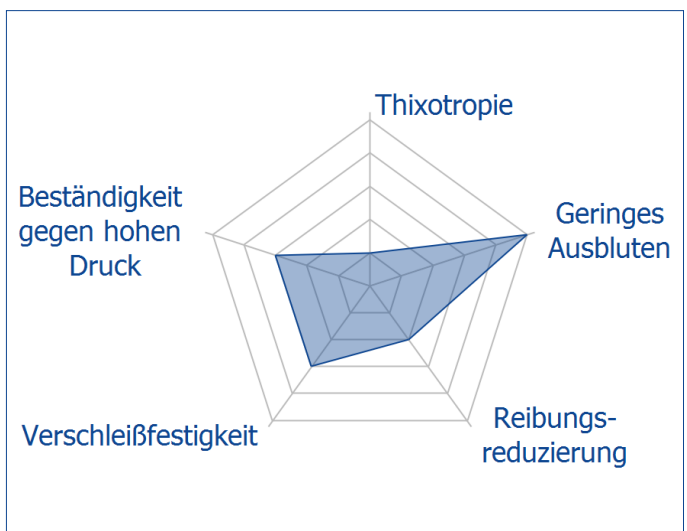 Thixotropie
Geringes
Ausbluten
Reibungs-
reduzierung
Verschleißfestigkeit
Beständigkeit
gegen hohen
Druck